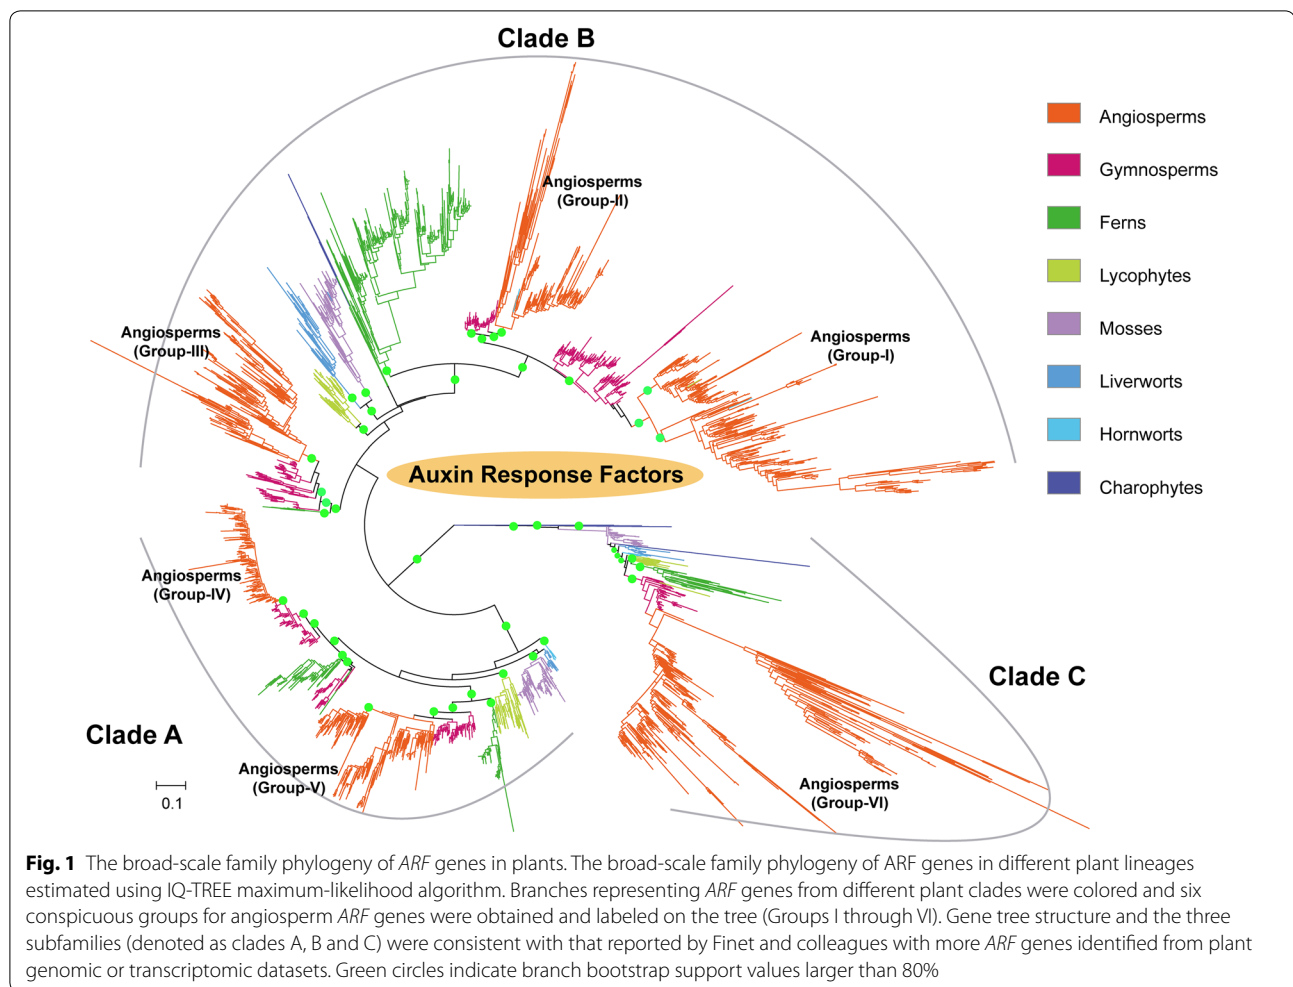 Clade B
Angiosperms
Gymnosperms
Ferns
Lycophytes
Mosses
Liverworts
Hornworts
Charophytes
Angiosperms
(Group-II)
Angiosperms
(Group-III)
Angiosperms
(Group-I)
Auxin Response Factors
Angiosperms
(Group-IV)
Clade C
Clade A
Angiosperms
(Group-V)
Angiosperms
(Group-VI)
0.1
Fig. 1 The broad-scale family phylogeny of ARF genes in plants. The broad-scale family phylogeny of ARF genes in different plant lineages
estimated using IQ-TREE maximum-likelihood algorithm. Branches representing ARF genes from different plant clades were colored and six
conspicuous groups for angiosperm ARF genes were obtained and labeled on the tree (Groups I through VI). Gene tree structure and the three
subfamilies (denoted as clades A, B and C) were consistent with that reported by Finet and colleagues with more ARF genes identified from plant
genomic or transcriptomic datasets. Green circles indicate branch bootstrap support values larger than 80%